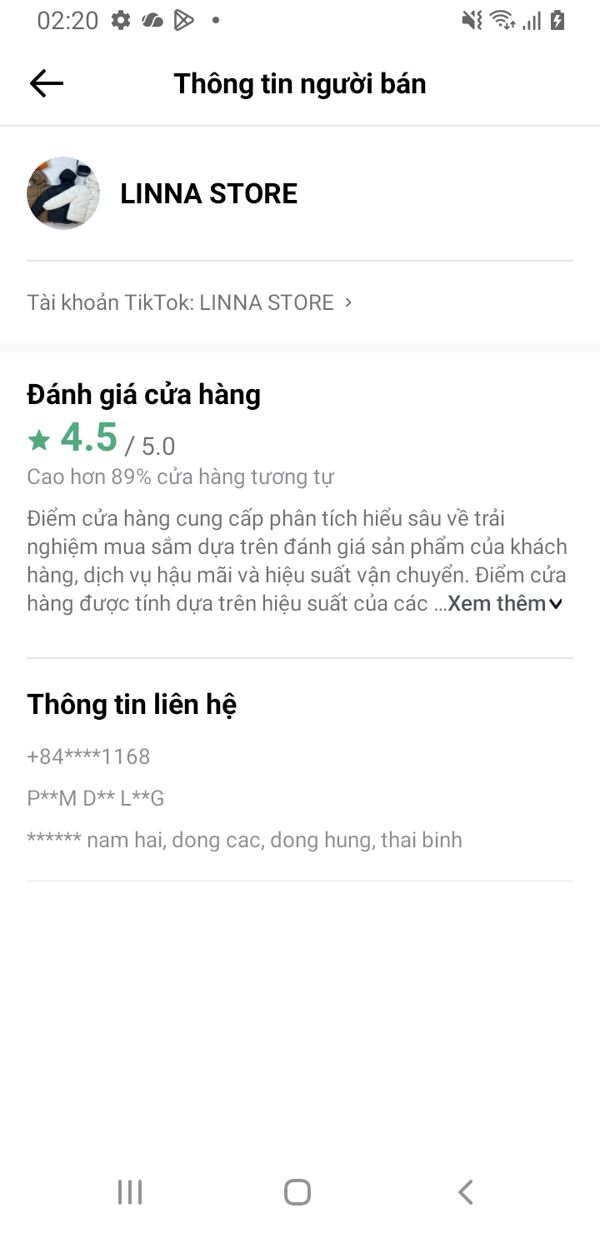 02:20
Thông tin người bán
LINNA STORE
Tài khoản TikTok: LINNA STORE >
Đánh giá cửa hàng
★ 4.5 / 5.0
Cao hơn 89% cửa hàng tương tự
Điểm cửa hàng cung cấp phân tích hiểu sâu về trải
nghiệm mua sắm dựa trên đánh giá sản phẩm của khách
hàng, dịch vụ hậu mãi và hiệu suất vận chuyển. Điểm cửa
hàng được tính dựa trên hiệu suất của các ...Xem thêm
Thông tin liên hệ
+84****1168
P**M D** L**G
****** nam hai, dong cac, dong hung, thai binh